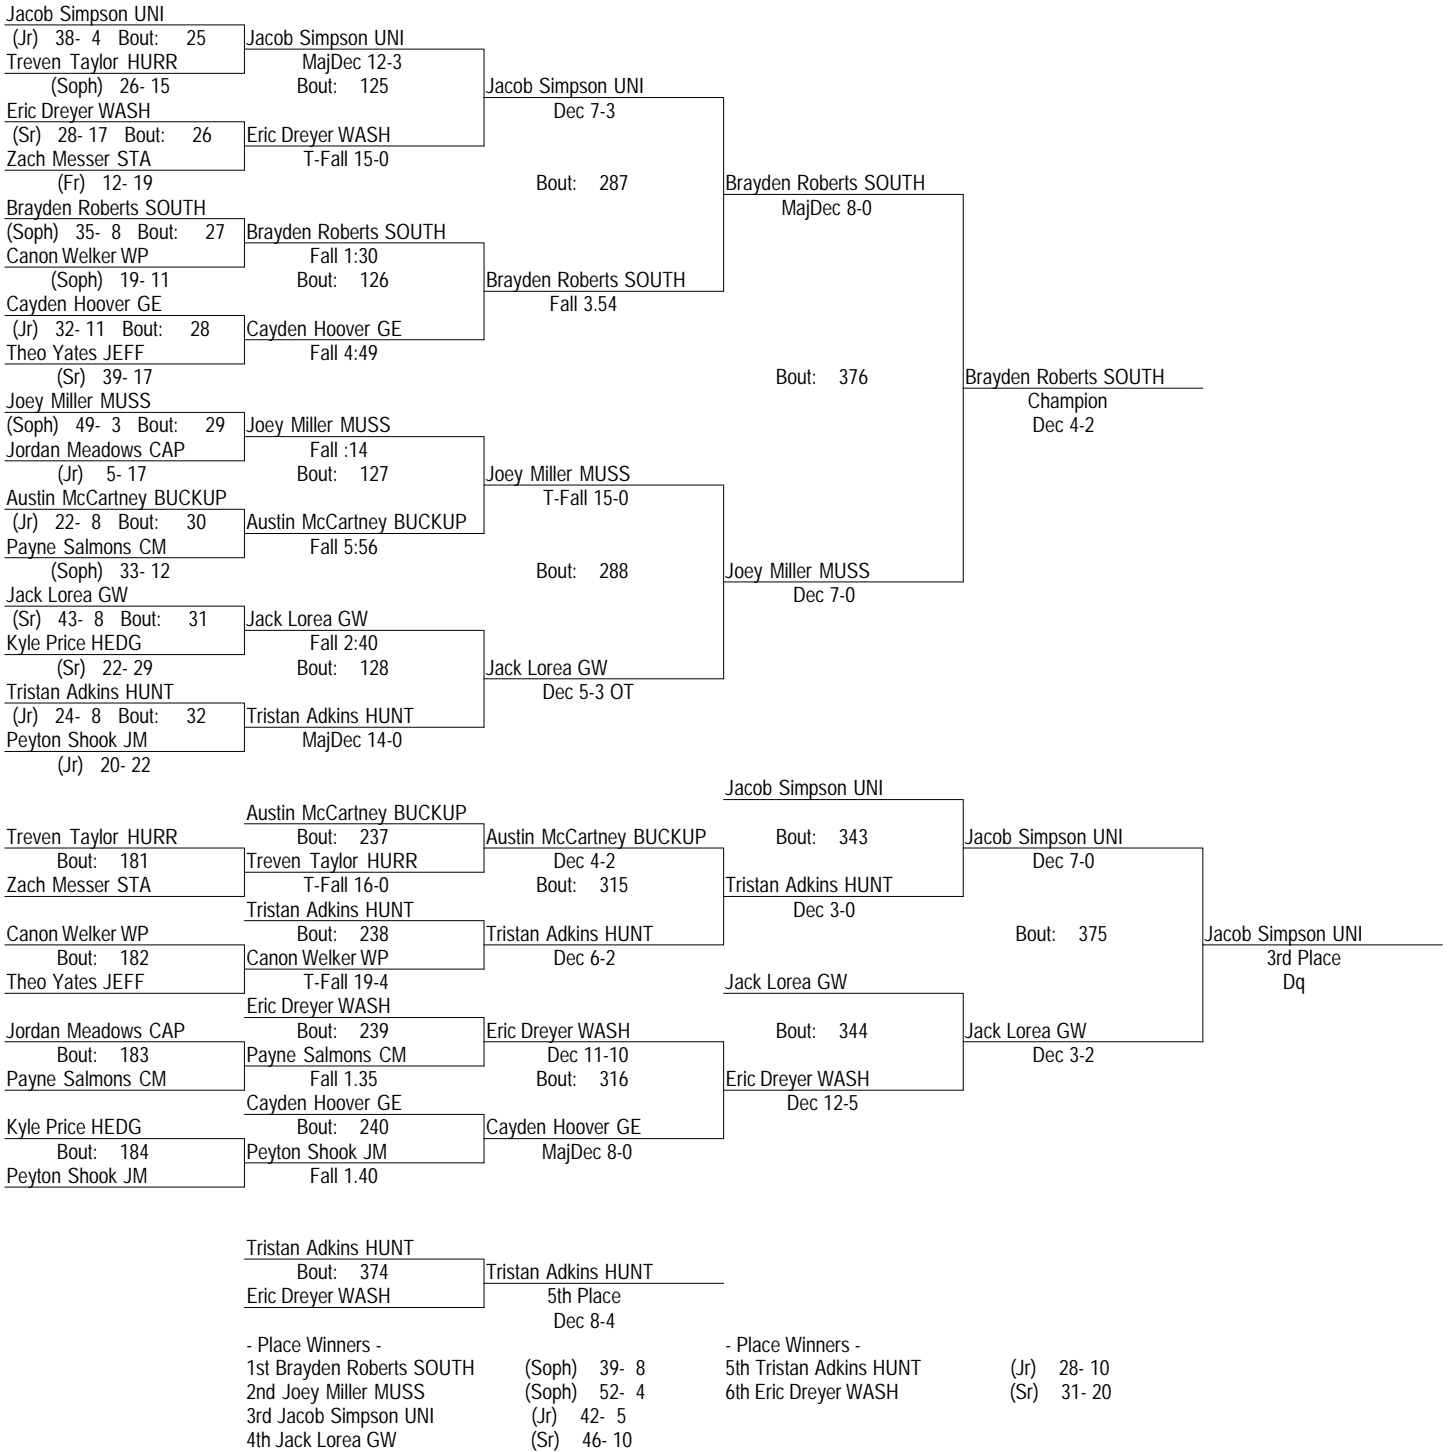 Jacob Simpson UNI
(Jr) 38- 4 Bout: 25 Jacob Simpson UNI
Treven Taylor HURR MajDec 12-3
(Soph) 26- 15 Bout: 125 Jacob Simpson UNI
Eric Dreyer WASH Dec 7-3
(Sr) 28- 17 Bout: 26 Eric Dreyer WASH
Zach Messer STA T-Fall 15-0
(Fr) 12- 19 Bout: 287 Brayden Roberts SOUTH
Brayden Roberts SOUTH MajDec 8-0
(Soph) 35- 8 Bout: 27 Brayden Roberts SOUTH
Canon Welker WP Fall 1:30
(Soph) 19- 11 Bout: 126 Brayden Roberts SOUTH
Cayden Hoover GE Fall 3.54
(Jr) 32- 11 Bout: 28 Cayden Hoover GE
Theo Yates JEFF Fall 4:49
(Sr) 39- 17 Bout: 376 Brayden Roberts SOUTH
Joey Miller MUSS Champion
(Soph) 49- 3 Bout: 29 Joey Miller MUSS Dec 4-2
Jordan Meadows CAP Fall :14
(Jr) 5- 17 Bout: 127 Joey Miller MUSS
Austin McCartney BUCKUP T-Fall 15-0
(Jr) 22- 8 Bout: 30 Austin McCartney BUCKUP
Payne Salmons CM Fall 5:56
(Soph) 33- 12 Bout: 288 Joey Miller MUSS
Jack Lorea GW Dec 7-0
(Sr) 43- 8 Bout: 31 Jack Lorea GW
Kyle Price HEDG Fall 2:40
(Sr) 22- 29 Bout: 128 Jack Lorea GW
Tristan Adkins HUNT Dec 5-3 OT
(Jr) 24- 8 Bout: 32 Tristan Adkins HUNT
Peyton Shook JM MajDec 14-0
(Jr) 20- 22
Jacob Simpson UNI
Austin McCartney BUCKUP
Treven Taylor HURR Bout: 237 Austin McCartney BUCKUP Bout: 343 Jacob Simpson UNI
Bout: 181 Treven Taylor HURR Dec 4-2 Dec 7-0
Zach Messer STA T-Fall 16-0 Bout: 315 Tristan Adkins HUNT
Tristan Adkins HUNT Dec 3-0
Canon Welker WP Bout: 238 Tristan Adkins HUNT Bout: 375 Jacob Simpson UNI
Bout: 182 Canon Welker WP Dec 6-2 3rd Place
Theo Yates JEFF T-Fall 19-4 Jack Lorea GW Dq
Eric Dreyer WASH
Jordan Meadows CAP Bout: 239 Eric Dreyer WASH Bout: 344 Jack Lorea GW
Bout: 183 Payne Salmons CM Dec 11-10 Dec 3-2
Payne Salmons CM Fall 1.35 Bout: 316 Eric Dreyer WASH
Cayden Hoover GE Dec 12-5
Kyle Price HEDG Bout: 240 Cayden Hoover GE
Bout: 184 Peyton Shook JM MajDec 8-0
Peyton Shook JM Fall 1.40
Tristan Adkins HUNT
Bout: 374 Tristan Adkins HUNT
Eric Dreyer WASH 5th Place
Dec 8-4
- Place Winners - - Place Winners -
1st Brayden Roberts SOUTH (Soph) 39- 8 5th Tristan Adkins HUNT (Jr) 28- 10
2nd Joey Miller MUSS (Soph) 52- 4 6th Eric Dreyer WASH (Sr) 31- 20
3rd Jacob Simpson UNI (Jr) 42- 5
4th Jack Lorea GW (Sr) 46- 10